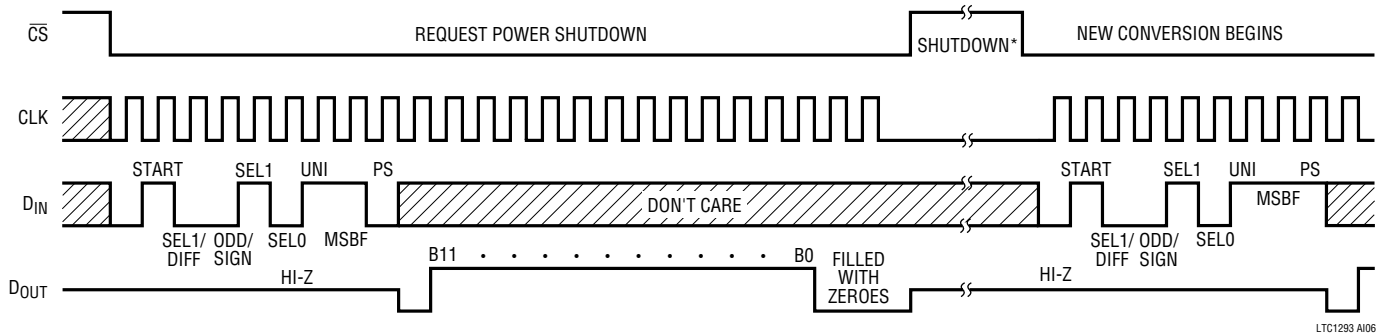 CS REQUEST POWER SHUTDOWN SHUTDOWN* NEW CONVERSION BEGINS
CLK
START SEL1 UNI PS START SEL1 UNI PS
DIN DON'T CARE MSBF
SEL1/ ODD/ SEL0 MSBF SEL1/ ODD/ SEL0
DIFF SIGN DIFF SIGN
B11 • • • • • • • • • • B0 FILLED
HI-Z WITH HI-Z
DOUT ZEROES
LTC1293 AI06